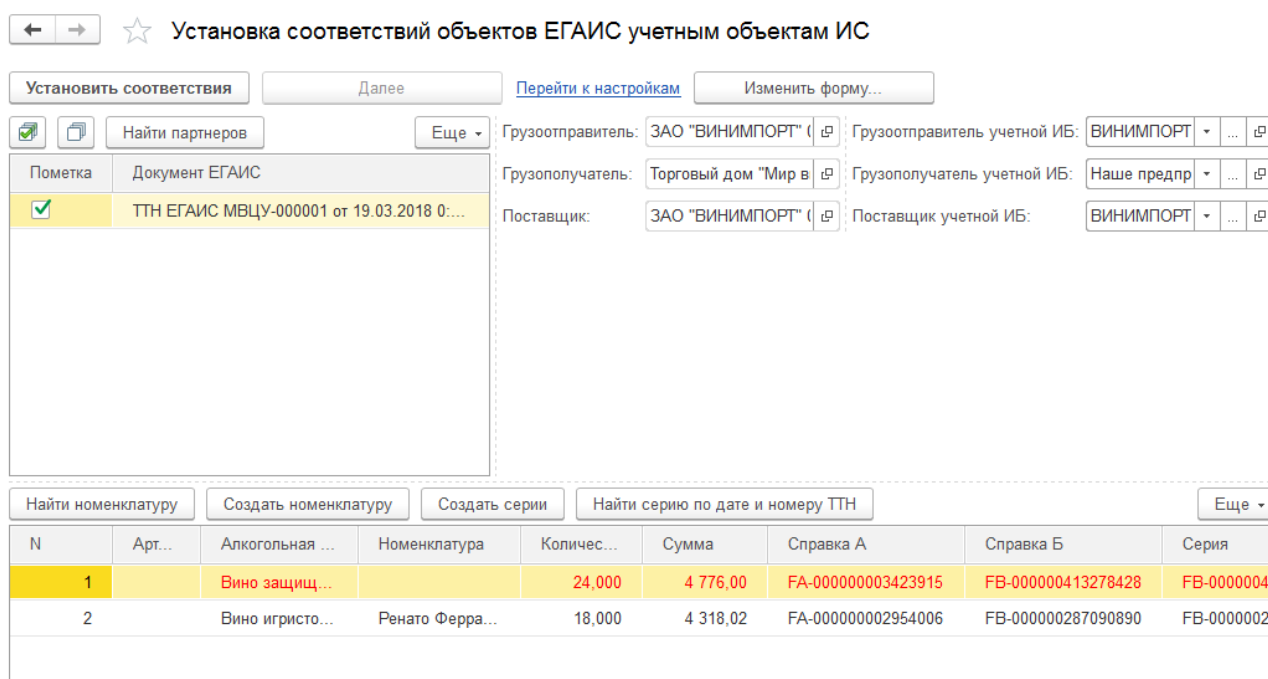 Установка соответствий объектов ЕГАИС учетным объектам ИС
Установить соответствия Далее Перейти к настройкам Изменить форму...
Найти партнеров Еще Грузоотправитель: ЗАО "ВИНИМПОРТ" ( Грузоотправитель учетной ИБ: ВИНИМПОРТ ...
Пометка Документ ЕГАИС Грузополучатель: Торговый дом "Мир в Грузополучатель учетной ИБ: Наше предпр ...
ТТН ЕГАИС МВЦУ-000001 от 19.03.2018 0:... Поставщик: ЗАО "ВИНИМПОРТ" ( Поставщик учетной ИБ: ВИНИМПОРТ ...
Найти номенклатуру Создать номенклатуру Создать серии Найти серию по дате и номеру ТТН Еще
N Арт... Алкогольная ... Номенклатура Количес... Сумма Справка А Справка Б Серия
1 Вино защищ... 24,000 4 776,00 FA-000000003423915 FB-000000413278428 FB-0000004
2 Вино игристо... Ренато Ферра... 18,000 4 318,02 FA-000000002954006 FB-000000287090890 FB-0000002